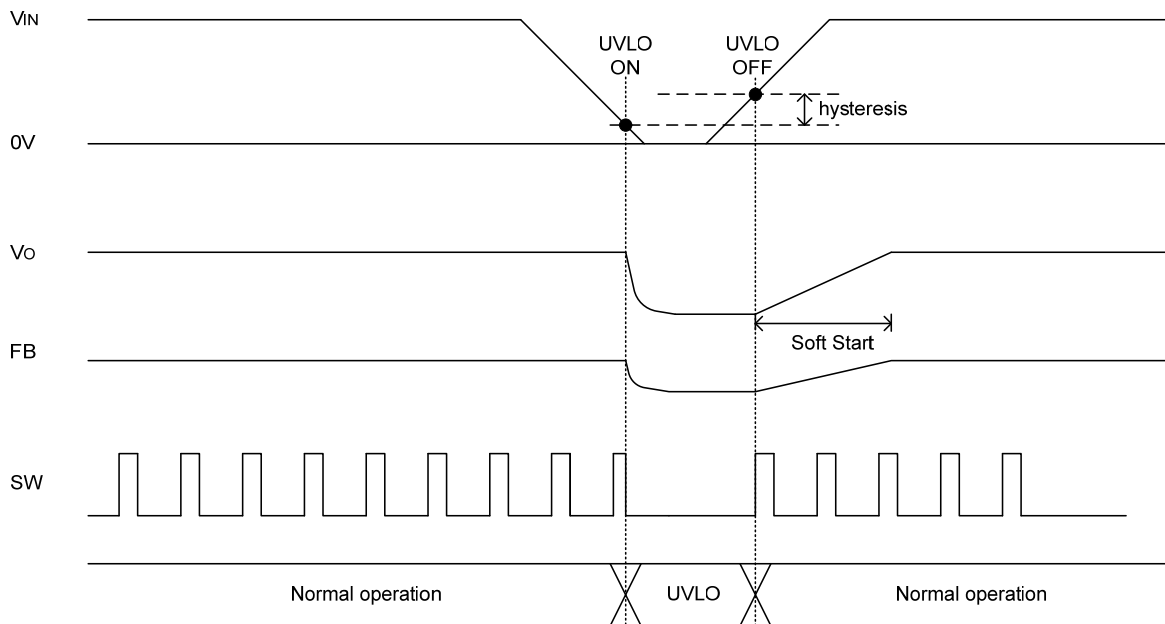 VIN
UVLO
ON
UVLO
OFF
hysteresis
0V
VO
Soft Start
FB
SW
Normal operation
UVLO
Normal operation